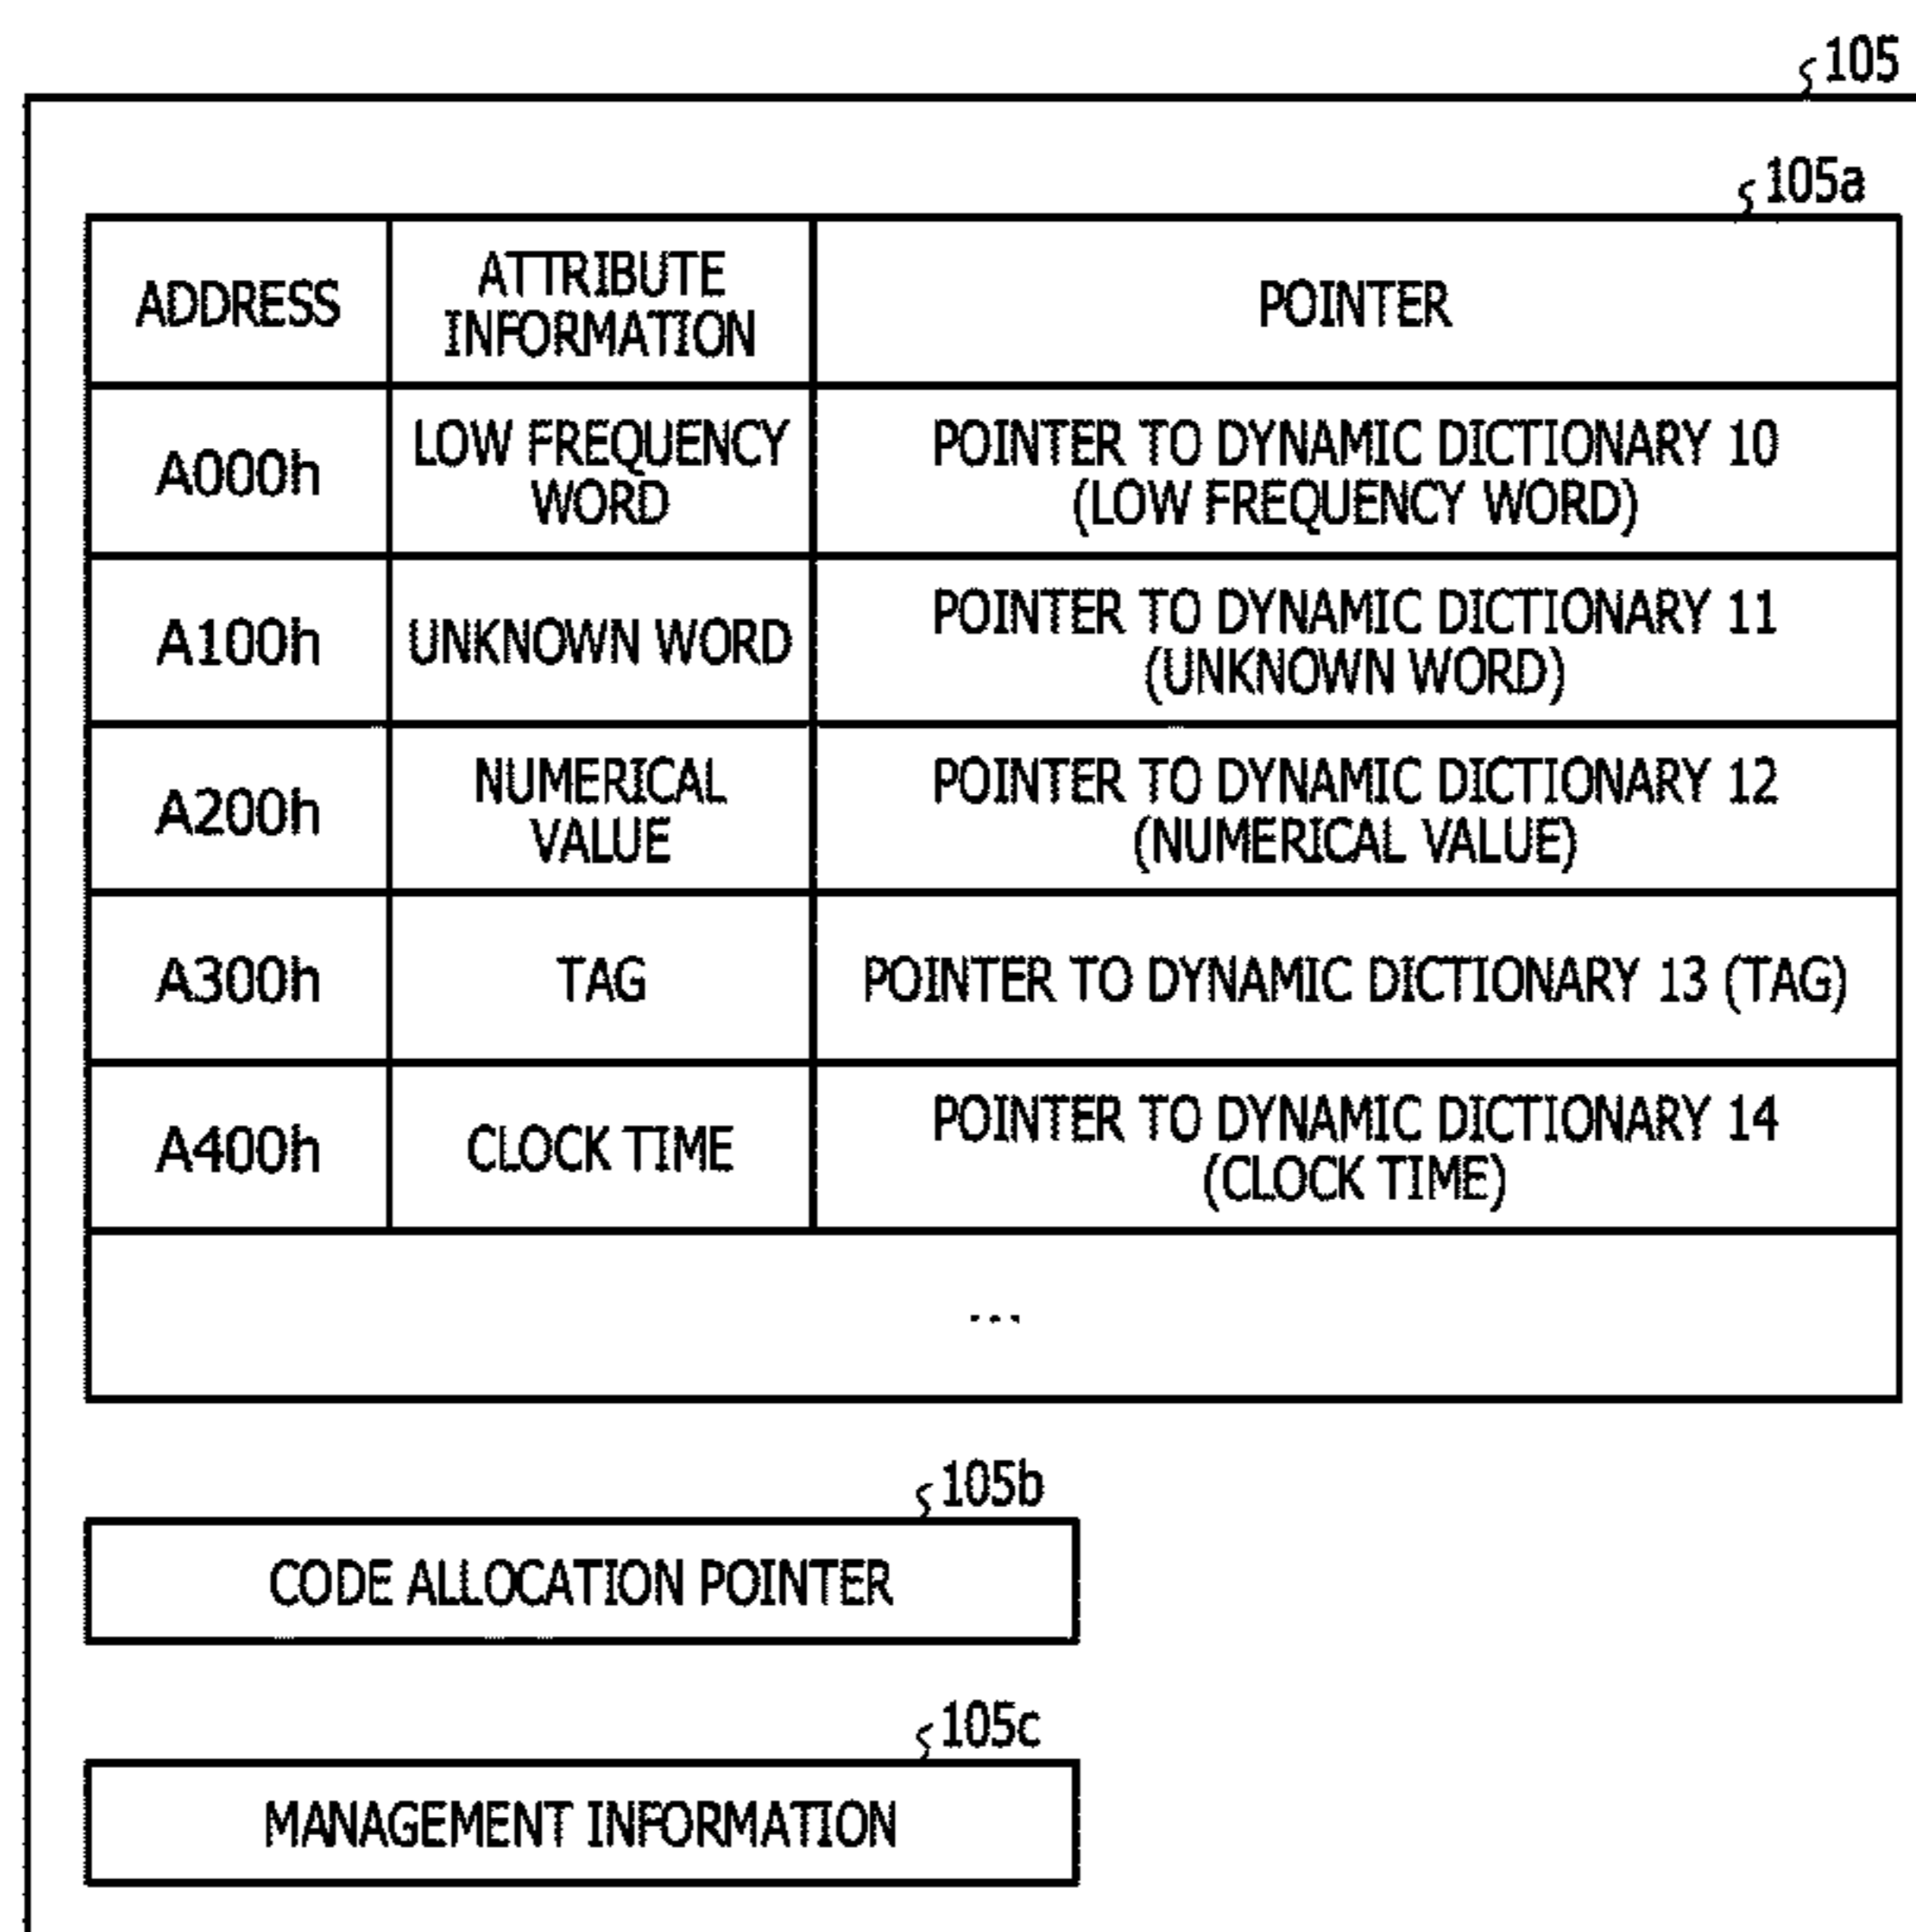 105
105a
ADDRESS
ATTRIBUTE
INFORMATION
POINTER
A000h
LOW FREQUENCY
WORD
POINTER TO DYNAMIC DICTIONARY 10
(LOW FREQUENCY WORD)
A100h
UNKNOWN WORD
POINTER TO DYNAMIC DICTIONARY 11
(UNKNOWN WORD)
A200h
NUMERICAL
VALUE
POINTER TO DYNAMIC DICTIONARY 12
(NUMERICAL VALUE)
A300h
TAG
POINTER TO DYNAMIC DICTIONARY 13 (TAG)
A400h
CLOCK TIME
POINTER TO DYNAMIC DICTIONARY 14
(CLOCK TIME)
...
105b
CODE ALLOCATION POINTER
105c
MANAGEMENT INFORMATION